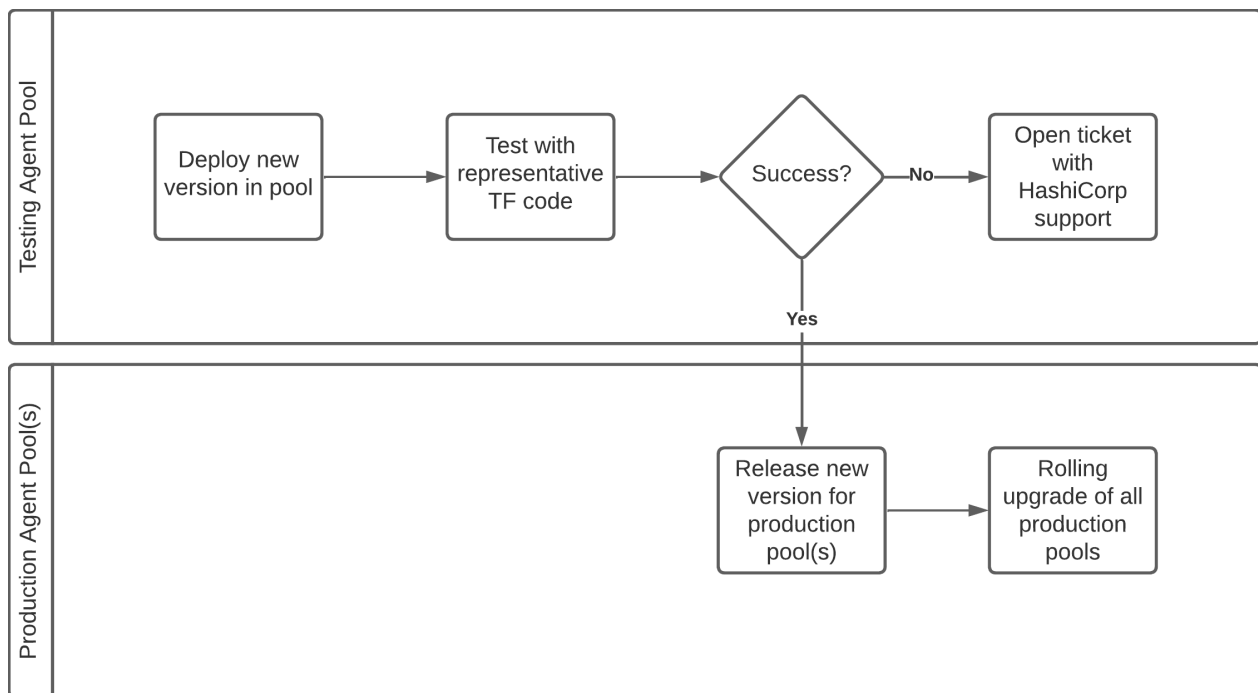 Testing Agent Pool
Deploy new
version in pool
Test with
representative
TF code
Success?
No
Open ticket
with
HashiCorp
support
Yes
Production Agent Pool(s)
Release new
version for
production
pool(s)
Rolling
upgrade of all
production
pools